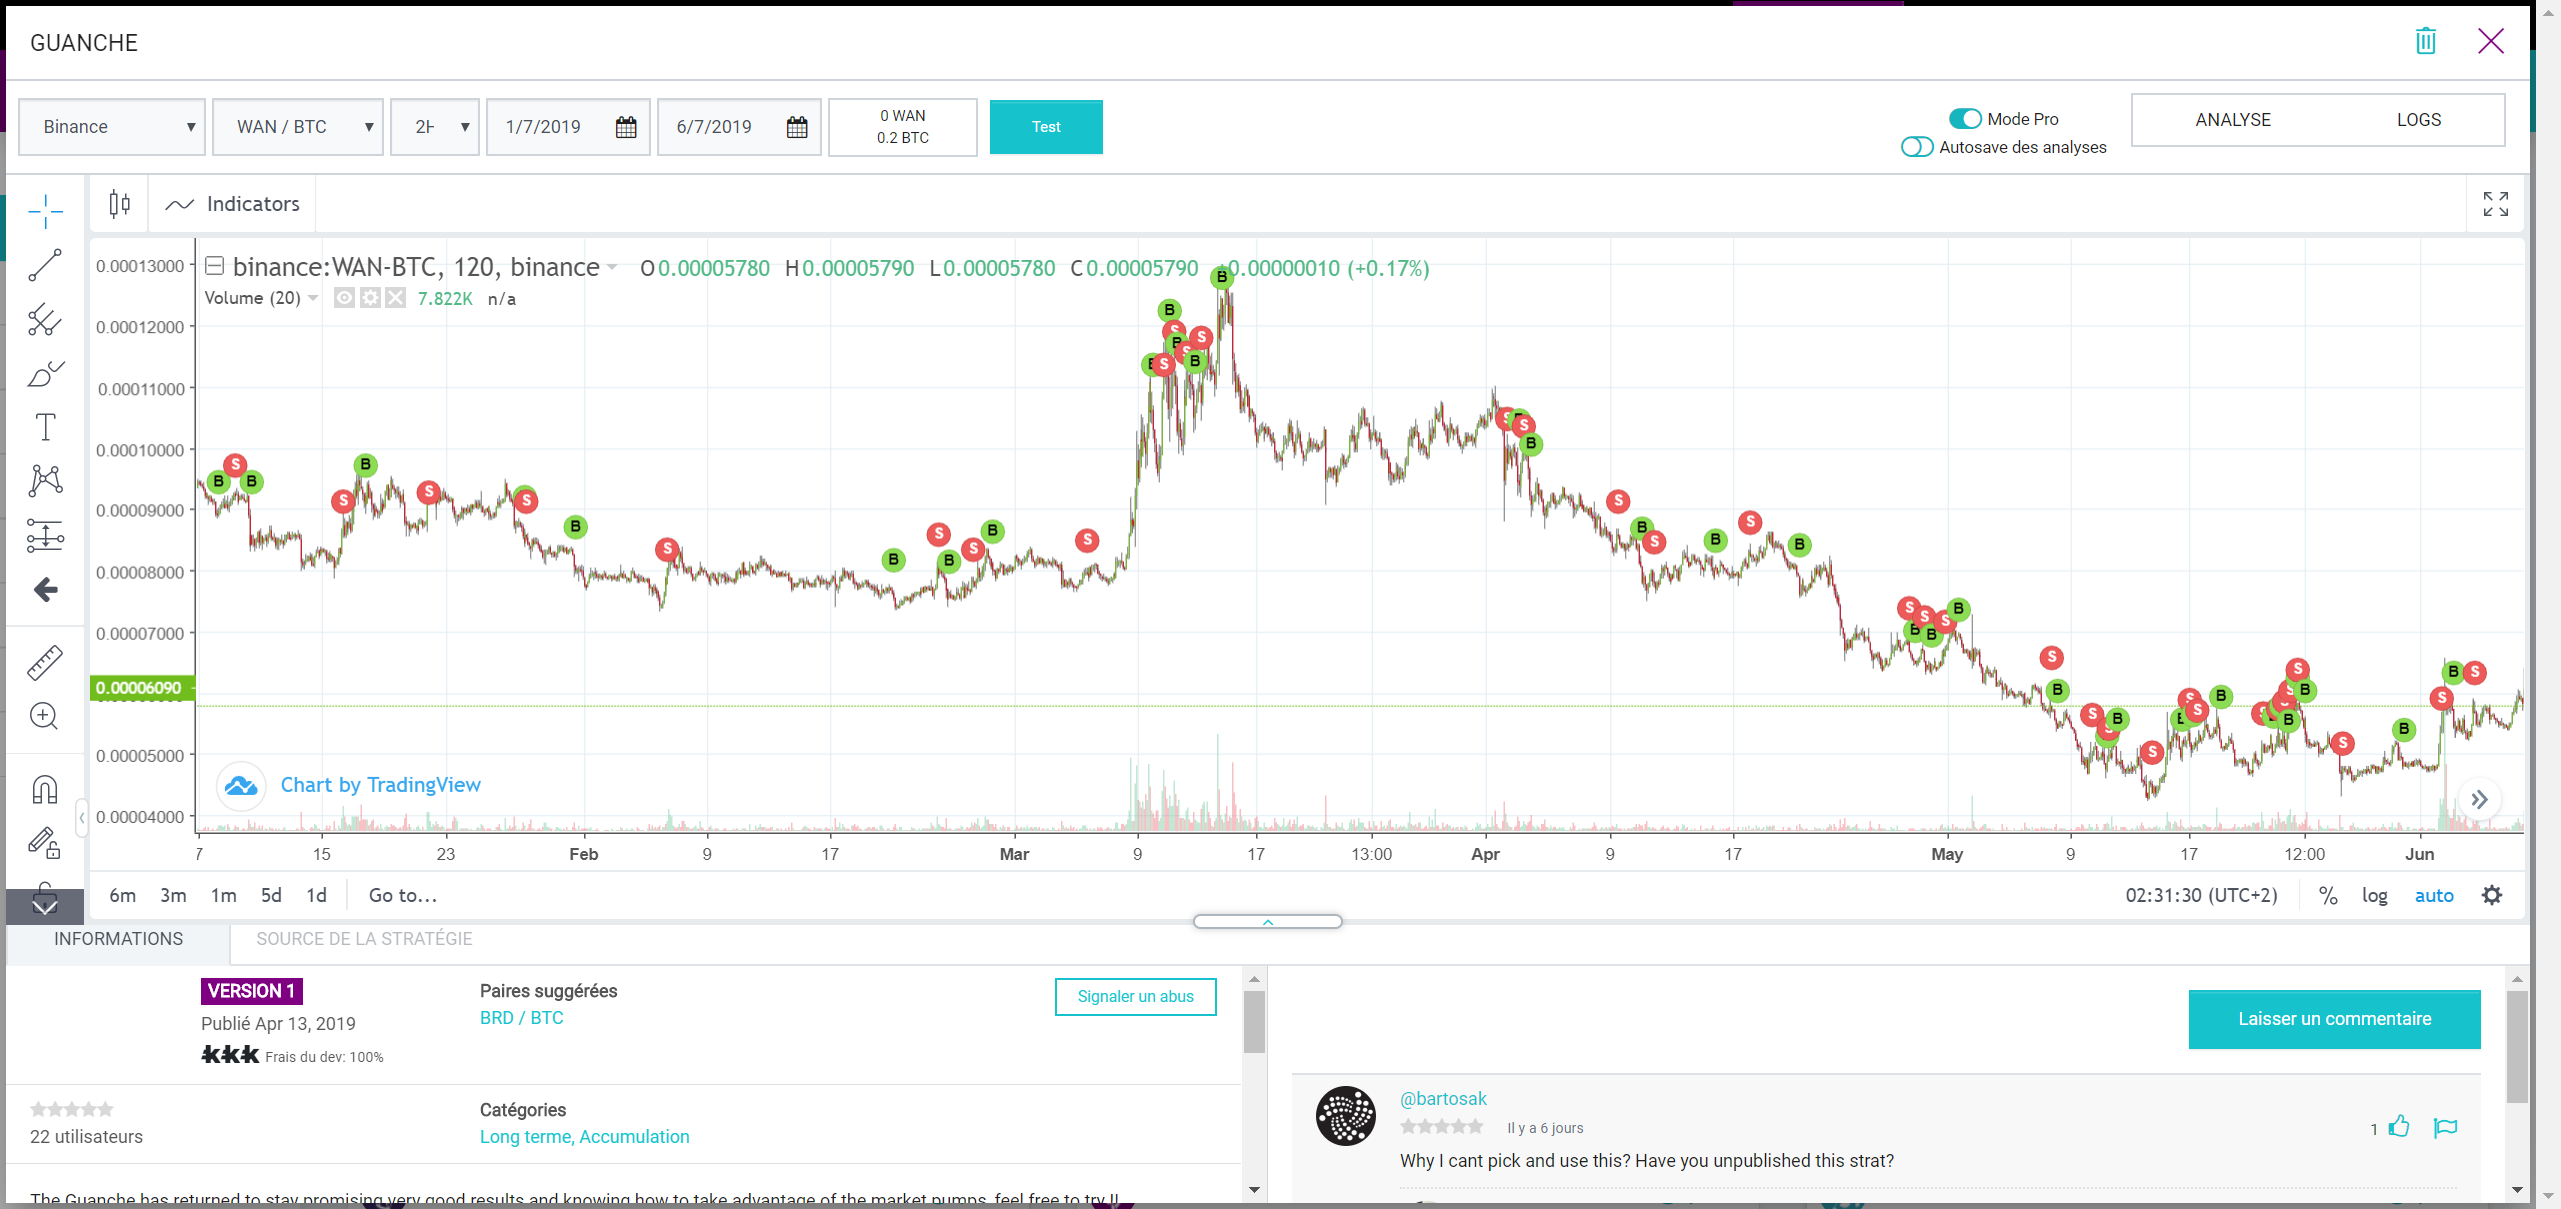 GUANCHE
Binance
WAN / BTC
2H
1/7/2019
6/7/2019
0 WAN
0.2 BTC
Test
Mode Pro
Autosave des analyses
ANALYSE
LOGS
Indicators
binance:WAN-BTC, 120, binance
O0.00005780 H0.00005790 L0.00005780 C0.00005790 +0.00000010 (+0.17%)
Volume (20)
7.822K n/a
0.00013000
0.00012000
0.00011000
0.00010000
0.00009000
0.00008000
0.00007000
0.00006090
0.00005000
0.00004000
Chart by TradingView
7 15 23 Feb 9 17 Mar 9 17 13:00 Apr 9 17 May 9 17 12:00 Jun
6m 3m 1m 5d 1d Go to...
02:31:30 (UTC+2) % log auto
INFORMATIONS
SOURCE DE LA STRATÉGIE
VERSION 1
Publié Apr 13, 2019
kkk Frais du dev: 100%
Paires suggérées
BRD / BTC
Signaler un abus
22 utilisateurs
Catégories
Long terme, Accumulation
The Guanche has returned to stay promising very good results and knowing how to take advantage of the market pumps, feel free to try !!
Laisser un commentaire
@bartosak
Il y a 6 jours
1
Why I cant pick and use this? Have you unpublished this strat?